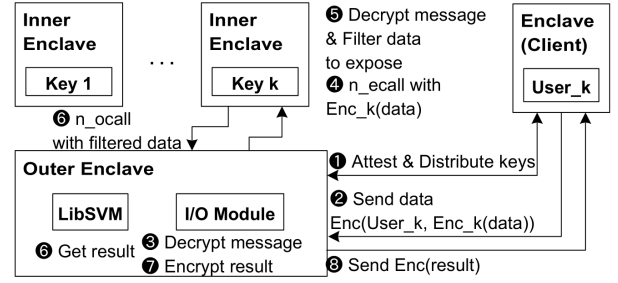 Inner
Enclave
Key 1
. . .
Inner
Enclave
Key k
❺ Decrypt message
& Filter data
to expose
❹ n_ecall with
Enc_k(data)
Enclave
(Client)
User_k
❻ n_ocall
with filtered data
Outer Enclave
LibSVM
I/O Module
❻ Get result
❸ Decrypt message
❼ Encrypt result
❶ Attest & Distribute keys
❷ Send data
Enc(User_k, Enc_k(data))
❽ Send Enc(result)